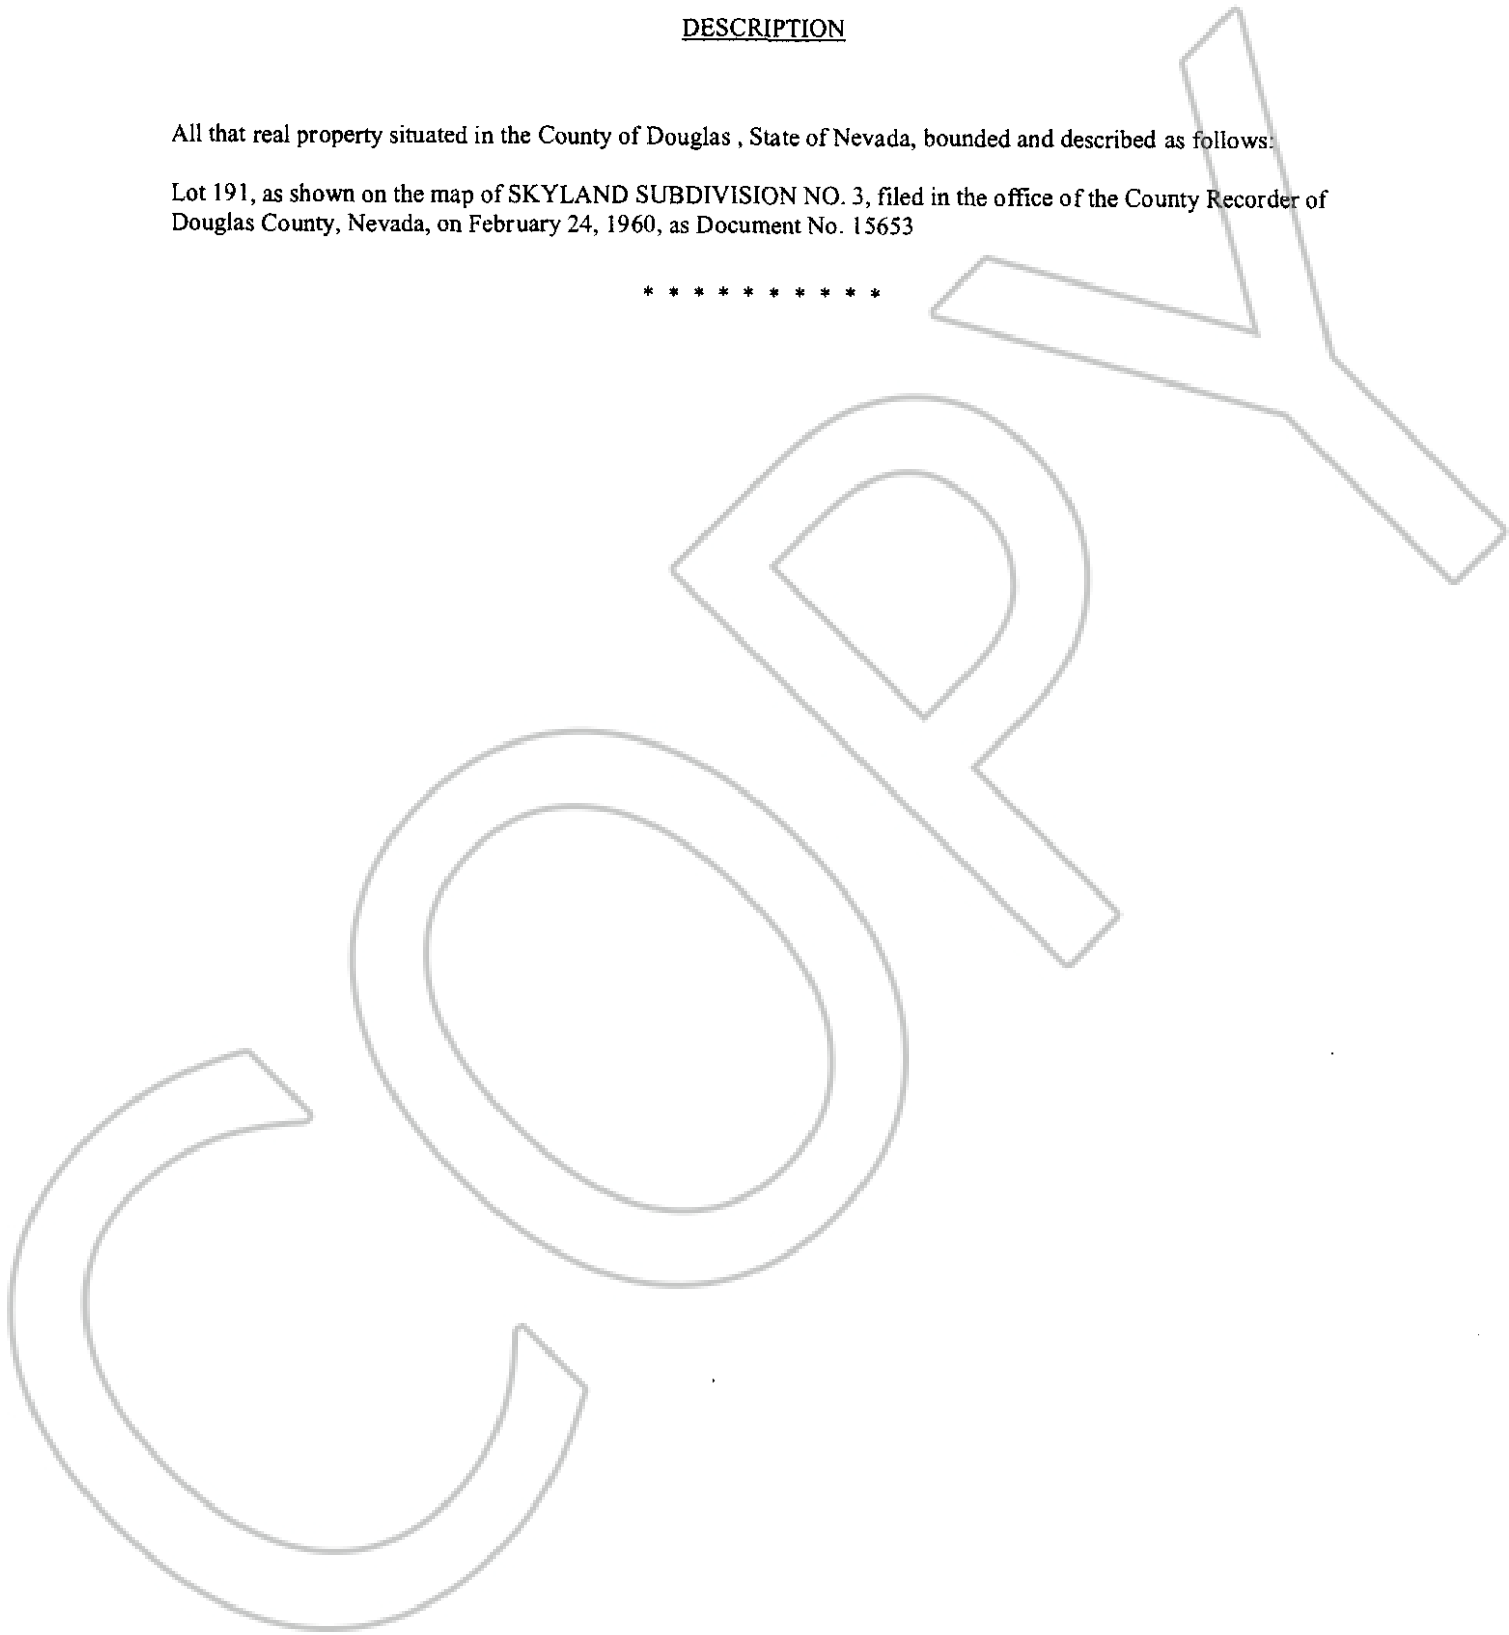 DESCRIPTION
All that real property situated in the County of Douglas , State of Nevada, bounded and described as follows:
Lot 191, as shown on the map of SKYLAND SUBDIVISION NO. 3, filed in the office of the County Recorder of
Douglas County, Nevada, on February 24, 1960, as Document No. 15653
* * * * * * * * * *
COPY